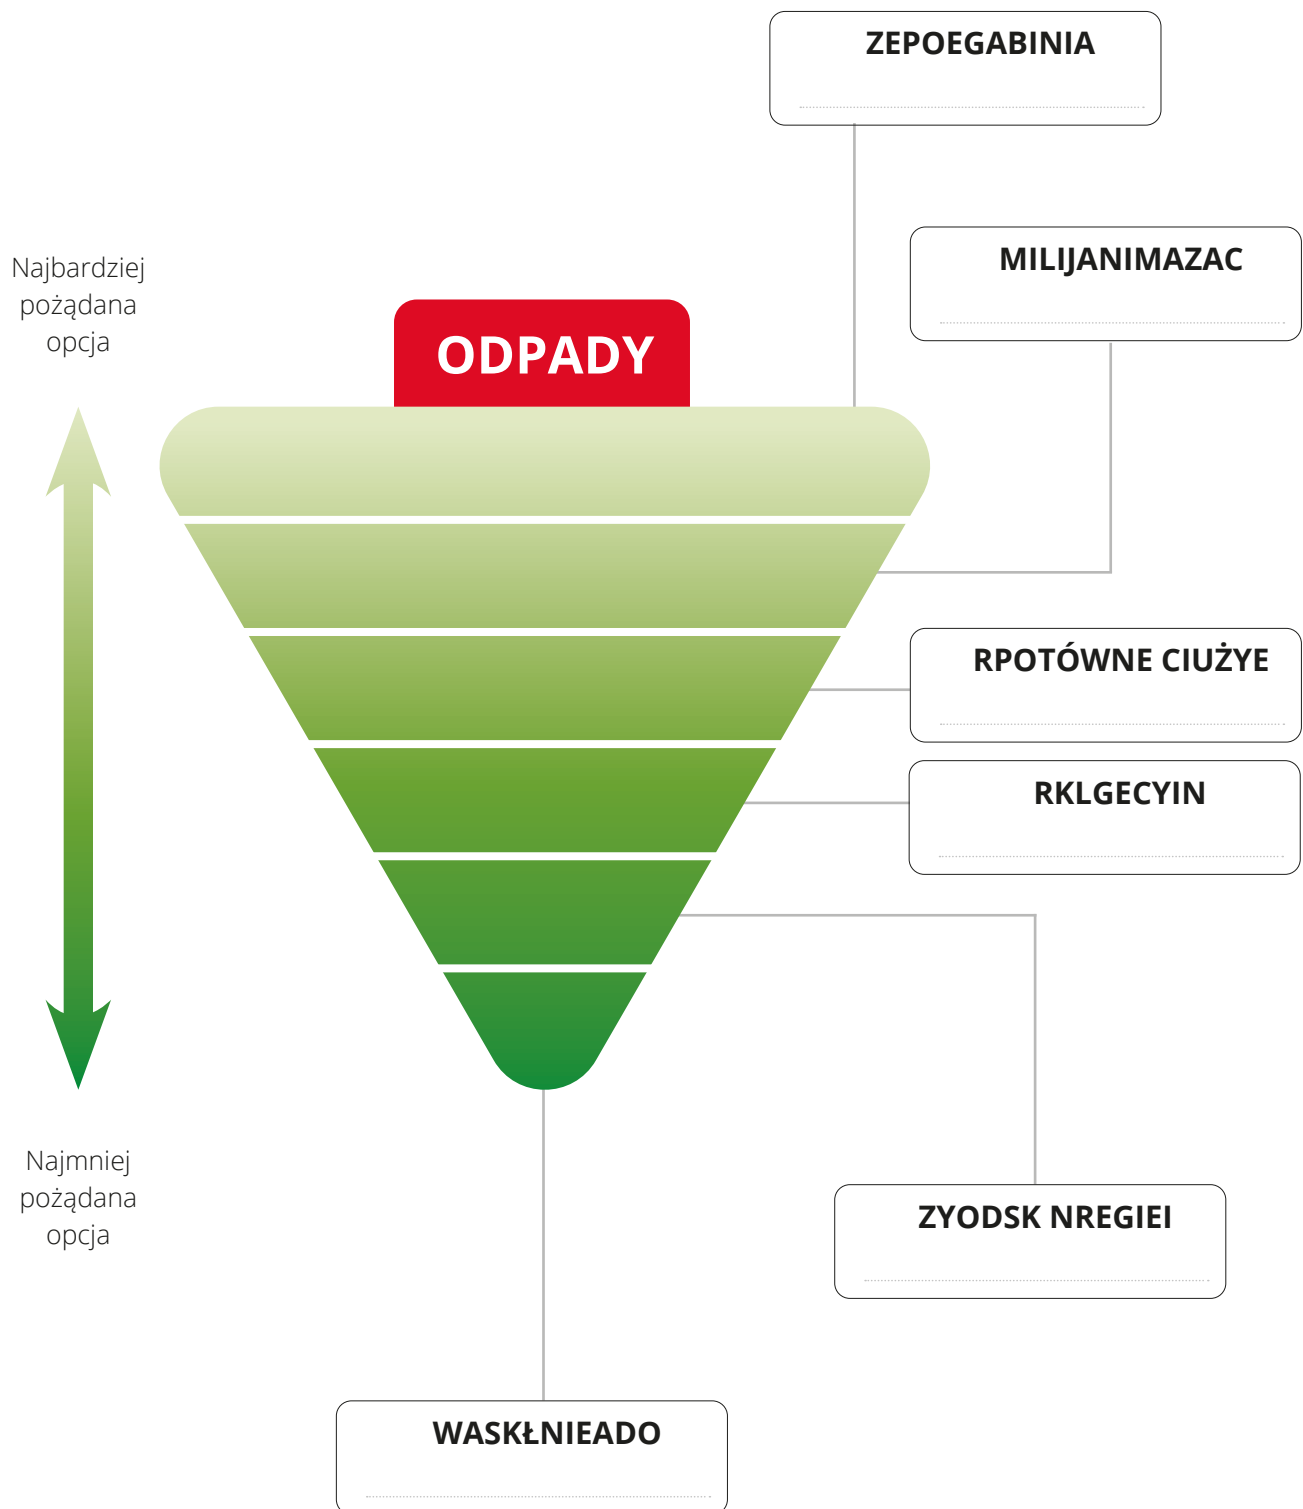 ZEPOEGABINIA
MILIJANIMAZAC
Najbardziej
pożądana
opcja
ODPADY
RPOTÓWNE CIUŻYE
RKLGECYIN
Najmniej
pożądana
opcja
ZYODSK NREGIEI
WASKŁNIEADO